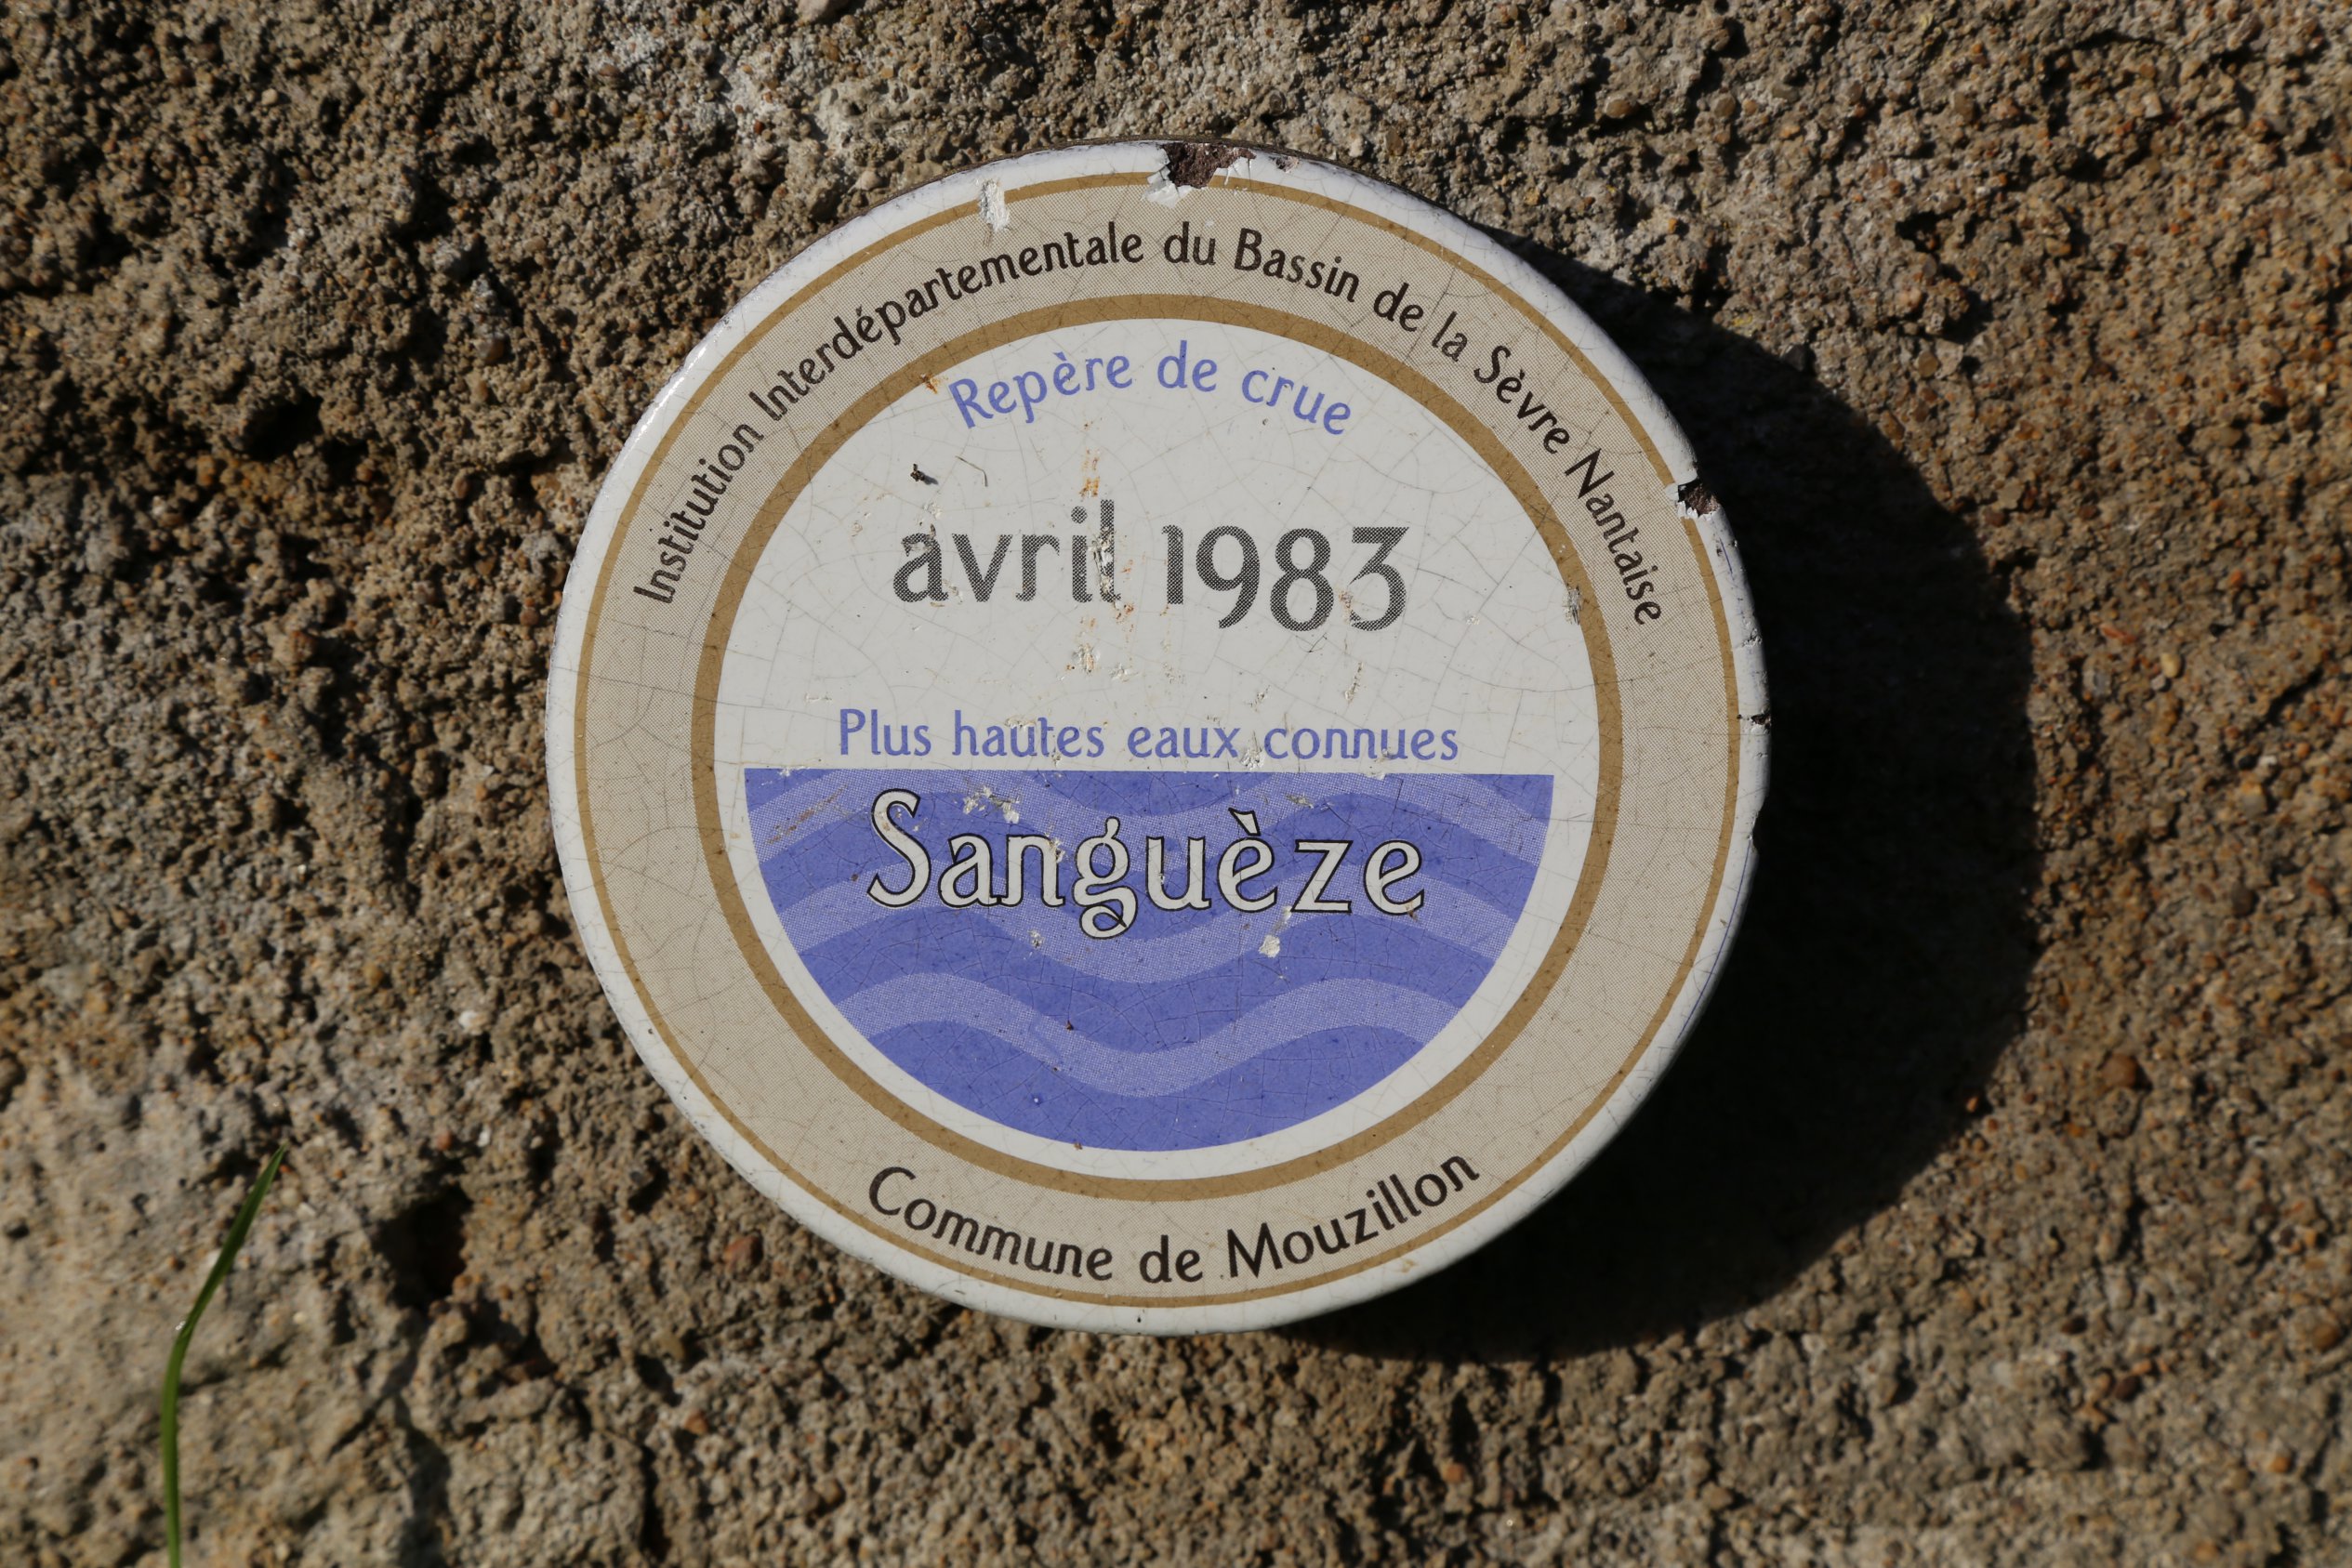 Institution Interdépartementale du Bassin de la Sèvre Nantaise
Repère de crue
avril 1983
Plus hautes eaux connues
Sanguèze
Commune de Mouzillon